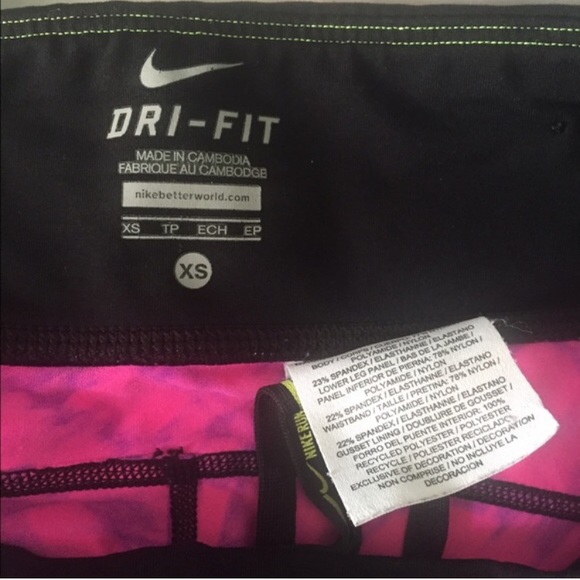 DRI-FIT
MADE IN CAMBODIA
FABRIQUE AU CAMBODGE
nikebetterworld.com
XS TP ECH EP
XS
POLYAMIDE / NYLON
23% SPANDEX / ELASTHANNE / ELASTANO
LOWER LEG PANEL / BAS DE LA JAMBE /
PANEL INFERIOR DE PIERNA: 78% NYLON /
POLYAMIDE / NYLON
22% SPANDEX / ELASTHANNE / ELASTANO
WAISTBAND / TAILLE / PRETINA: 78% NYLON /
POLYAMIDE / NYLON
22% SPANDEX / ELASTHANNE / ELASTANO
GUSSET LINING / DOUBLURE DE GOUSSET /
FORRO DEL PUENTE INTERIOR: 100%
RECYCLED POLYESTER / POLYESTER
RECYCLÉ / POLIESTER RECICLADO
EXCLUSIVE OF DECORATION / DECORATION
NON COMPRISE / NO INCLUYE LA
NIKE RUN